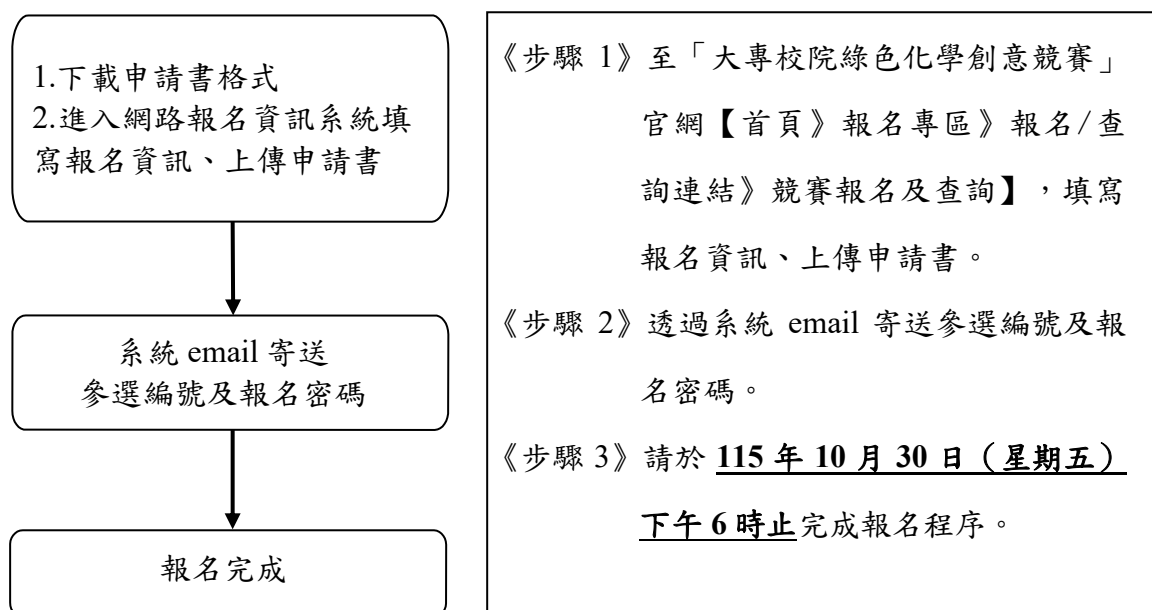 1.下載申請書格式
2.進入網路報名資訊系統填
寫報名資訊、上傳申請書
系統 email 寄送
參選編號及報名密碼
報名完成
《步驟 1》至「大專校院綠色化學創意競賽」
官網【首頁》報名專區》報名/查
詢連結》競賽報名及查詢】，填寫
報名資訊、上傳申請書。
《步驟 2》透過系統 email 寄送參選編號及報
名密碼。
《步驟 3》請於 115 年 10 月 30 日（星期五）
下午 6 時止完成報名程序。